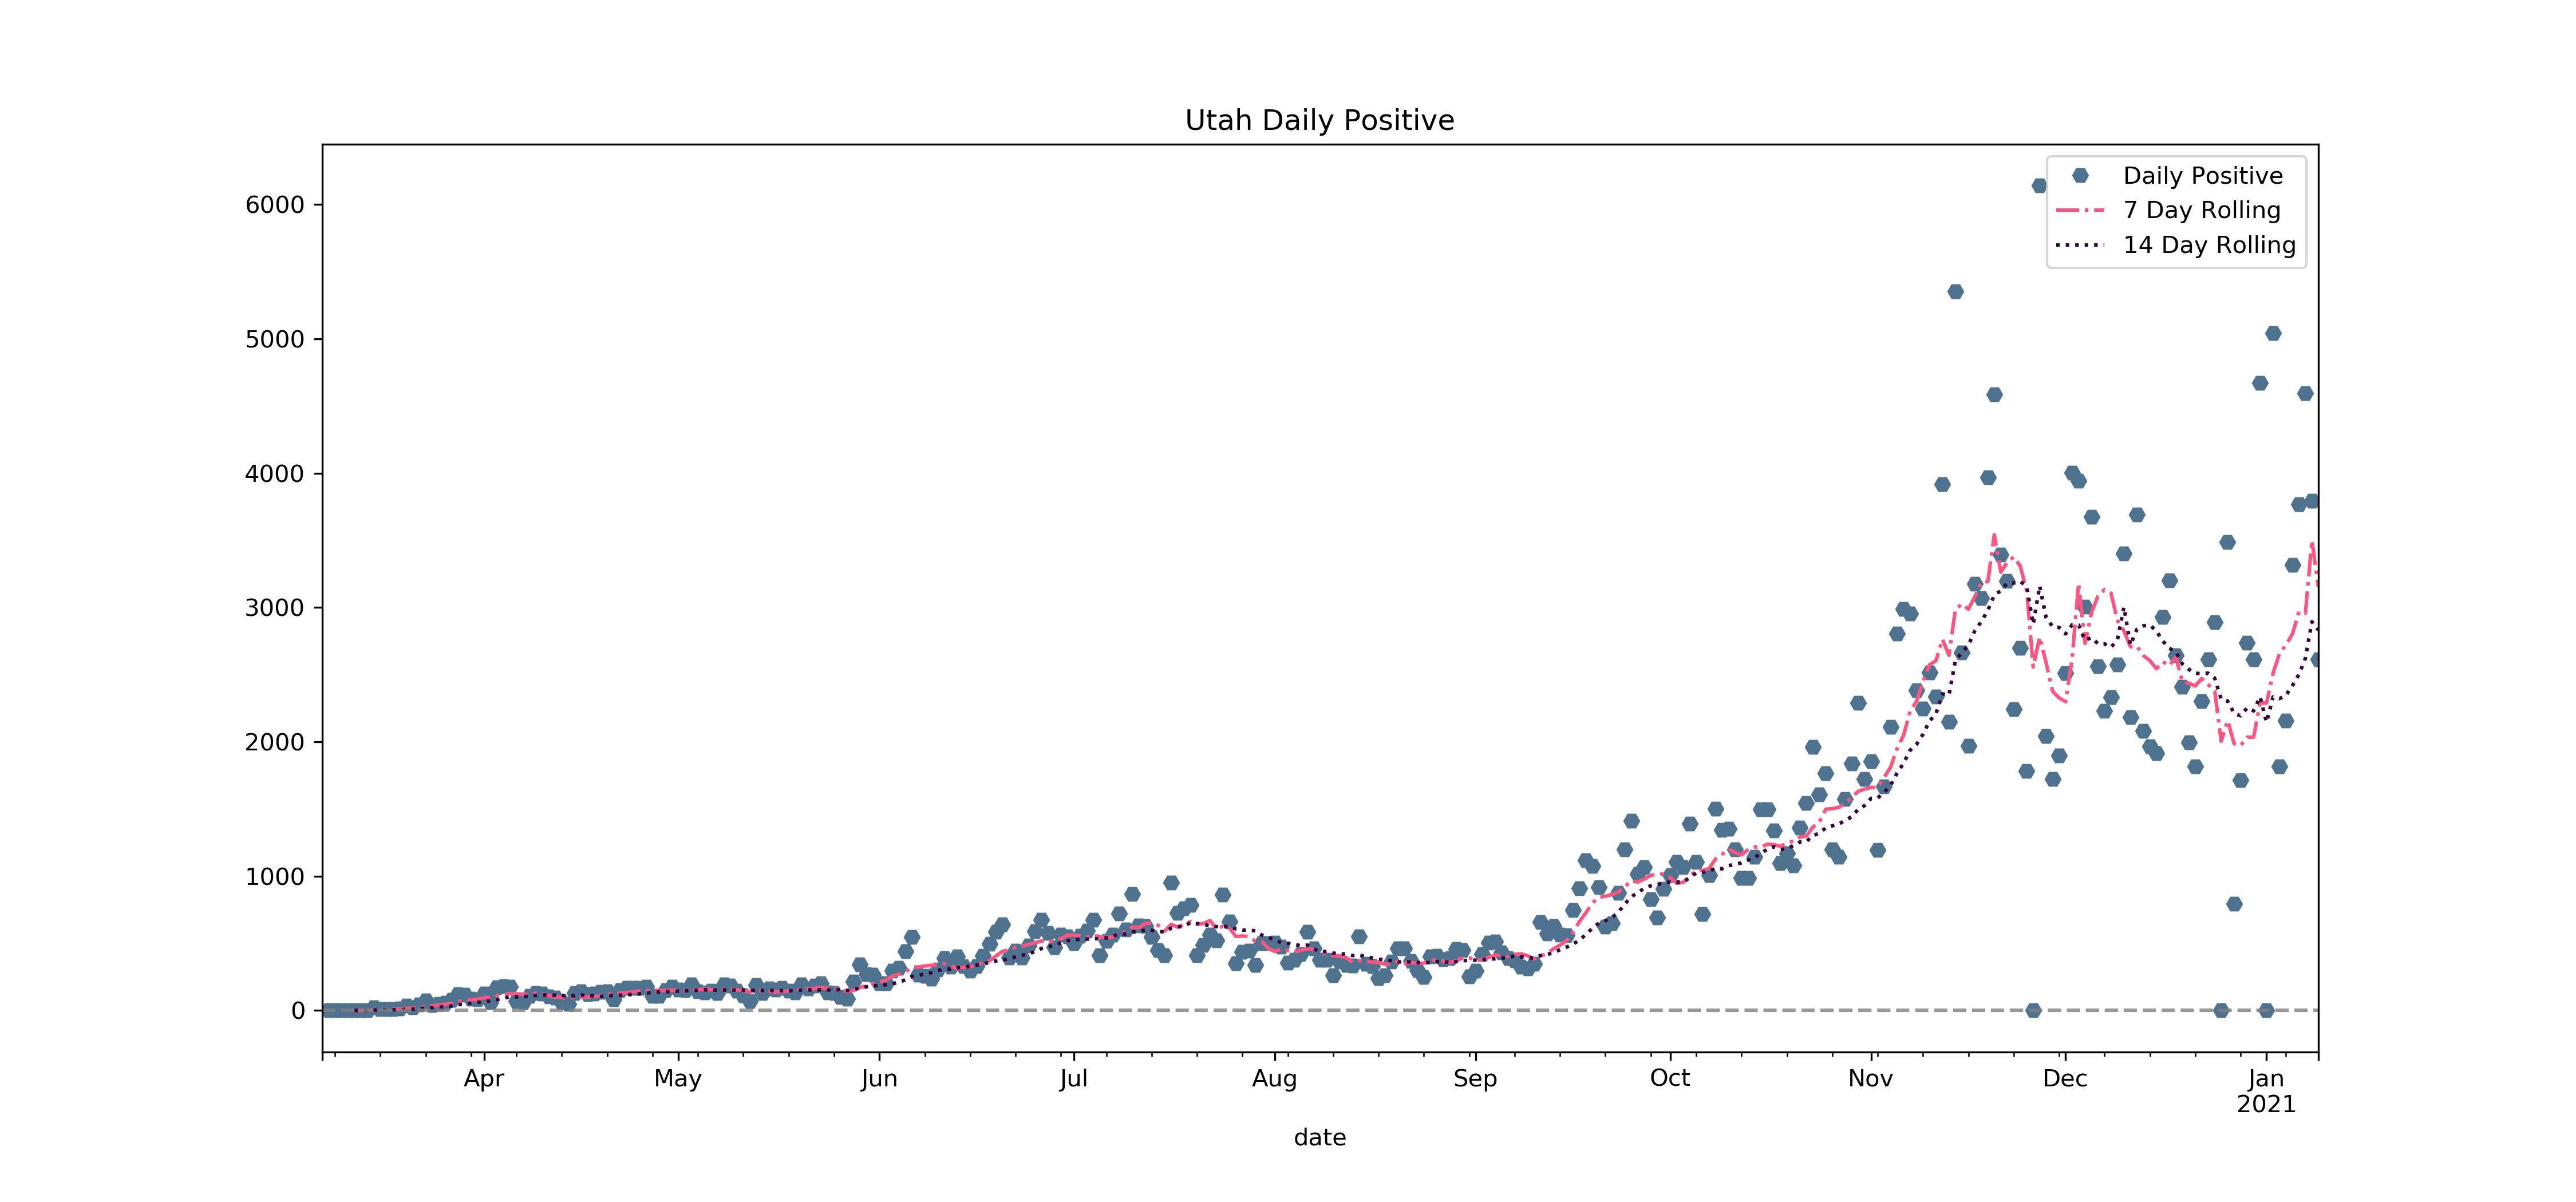 Utah Daily Positive
Daily Positive
7 Day Rolling
14 Day Rolling
6000
5000
4000
3000
2000
1000
0
Apr May Jun Jul Aug Sep Oct Nov Dec Jan
2021
date